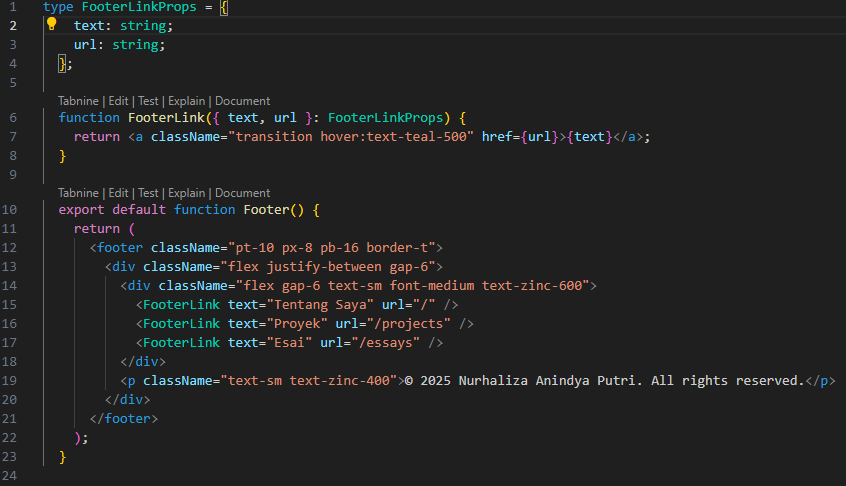 1 type FooterLinkProps = {
2 text: string;
3 url: string;
4 };
5
Tabnine | Edit | Test | Explain | Document
6 function FooterLink({ text, url }: FooterLinkProps) {
7 return <a className="transition hover:text-teal-500" href={url}>{text}</a>;
8 }
9
Tabnine | Edit | Test | Explain | Document
10 export default function Footer() {
11 return (
12 <footer className="pt-10 px-8 pb-16 border-t">
13 <div className="flex justify-between gap-6">
14 <div className="flex gap-6 text-sm font-medium text-zinc-600">
15 <FooterLink text="Tentang Saya" url="/" />
16 <FooterLink text="Proyek" url="/projects" />
17 <FooterLink text="Esai" url="/essays" />
18 </div>
19 <p className="text-sm text-zinc-400">© 2025 Nurhaliza Anindya Putri. All rights reserved.</p>
20 </div>
21 </footer>
22 );
23 }
24